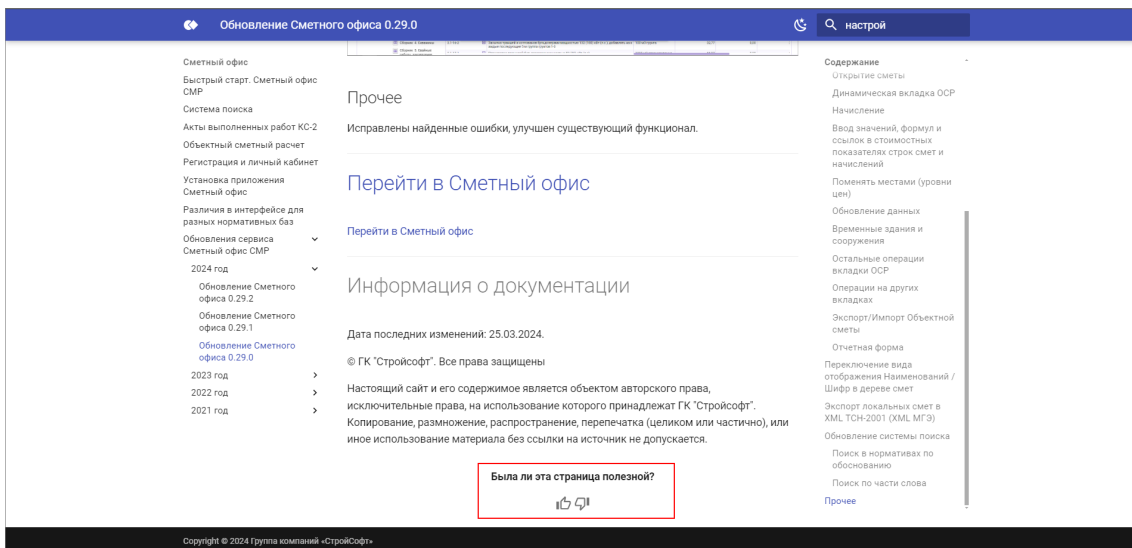 Обновление Сметного офиса 0.29.0
настрой
Сметный офис
Быстрый старт. Сметный офис
СМР
Система поиска
Акты выполненных работ КС-2
Объектный сметный расчет
Регистрация и личный кабинет
Установка приложения
Сметный офис
Различия в интерфейсе для
разных нормативных баз
Обновления сервиса
Сметный офис СМР
2024 год
Обновление Сметного
офиса 0.29.2
Обновление Сметного
офиса 0.29.1
Обновление Сметного
офиса 0.29.0
2023 год
2022 год
2021 год
Прочее
Исправлены найденные ошибки, улучшен существующий функционал.
Перейти в Сметный офис
Перейти в Сметный офис
Информация о документации
Дата последних изменений: 25.03.2024.
© ГК "Стройсофт". Все права защищены
Настоящий сайт и его содержимое является объектом авторского права,
исключительные права, на использование которого принадлежат ГК "Стройсофт".
Копирование, размножение, распространение, перепечатка (целиком или частично), или
иное использование материала без ссылки на источник не допускается.
Была ли эта страница полезной?
Содержание
Открытие сметы
Динамическая вкладка ОСР
Начисление
Ввод значений, формул и
ссылок в стоимостных
показателях строк смет и
начислений
Поменять местами (уровни
цен)
Обновление данных
Временные здания и
сооружения
Остальные операции
вкладки ОСР
Операции на других
вкладках
Экспорт/Импорт Объектной
сметы
Отчетная форма
Переключение вида
отображения Наименований /
Шифр в дереве смет
Экспорт локальных смет в
XML ТСН-2001 (XML МГЭ)
Обновление системы поиска
Поиск в нормативах по
обоснованию
Поиск по части слова
Прочее
Copyright © 2024 Группа компаний «СтройСофт»